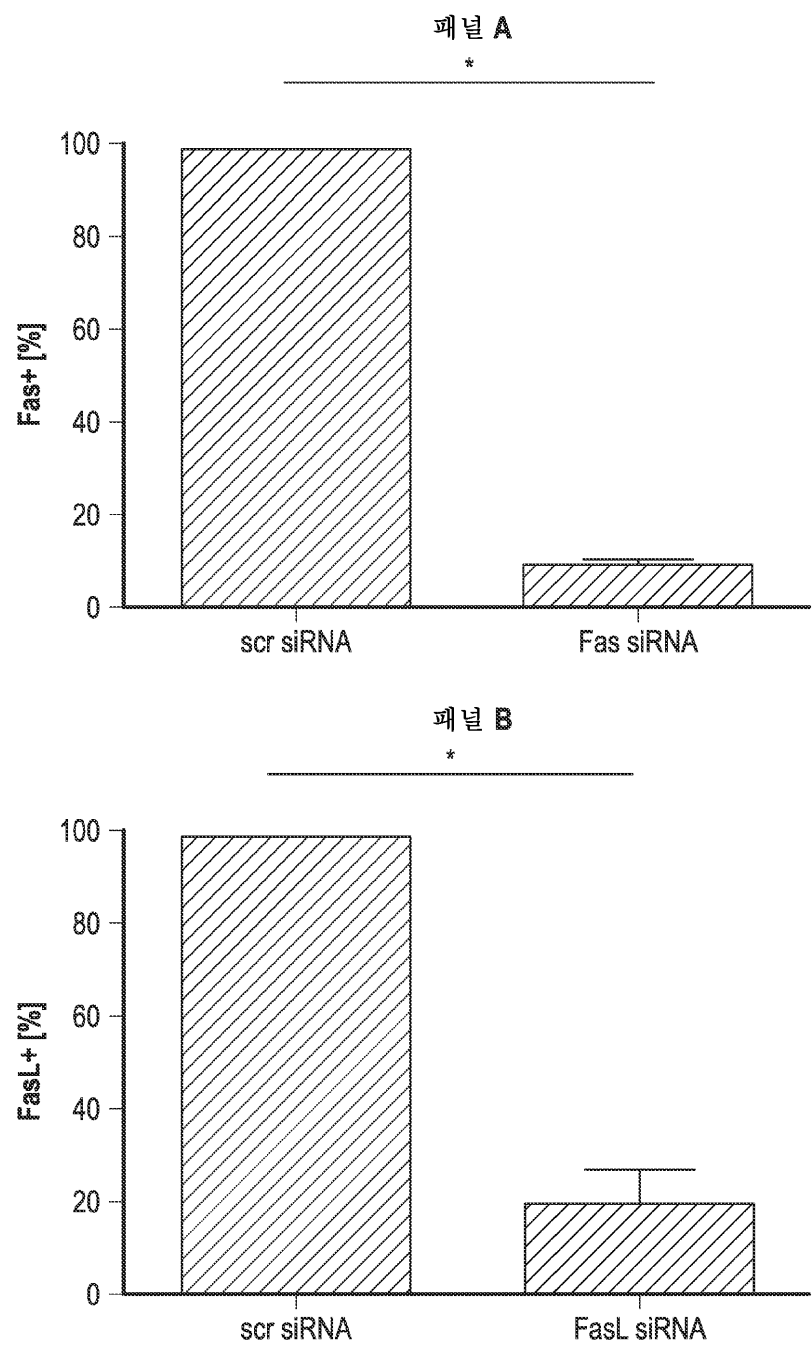 패널 A
*
100
80
60
40
20
0
Fas+ [%]
scr siRNA
Fas siRNA
패널 B
*
100
80
60
40
20
0
FasL+ [%]
scr siRNA
FasL siRNA